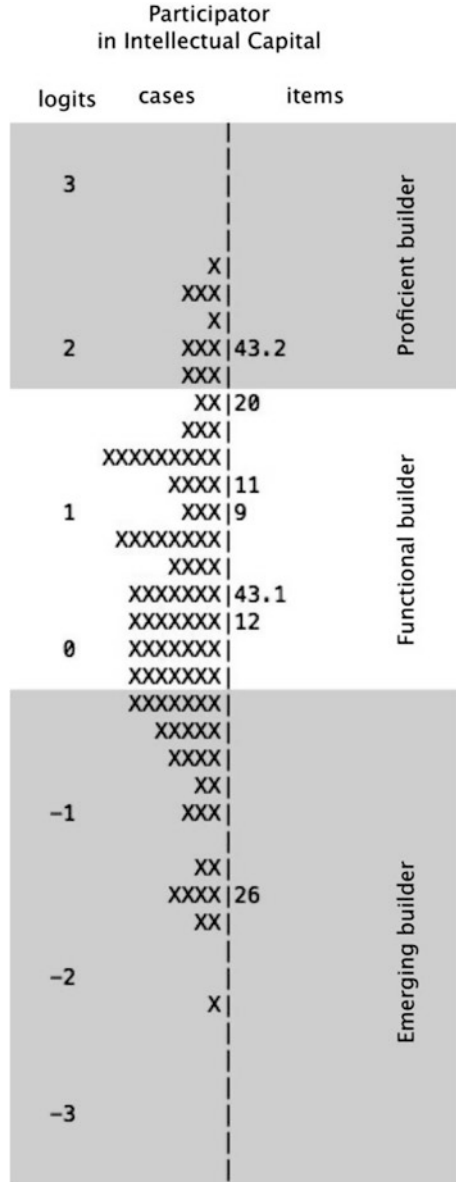 Participator
in Intellectual Capital
logits cases items
3
X
XXX
X
2 XXX|43.2
XXX|
Proficient builder
XX|20
XXX|
XXXXXXXXX|
XXXX|11
1 XXX|9
XXXXXXXX|
XXXX|
XXXXXXX|43.1
XXXXXXX|12
0 XXXXXXX|
XXXXXXX|
Functional builder
XXXXXXX|
XXXXX|
XXXX|
XX|
-1 XXX|
XX|
XXXX|26
XX|
-2
X|
-3
Emerging builder